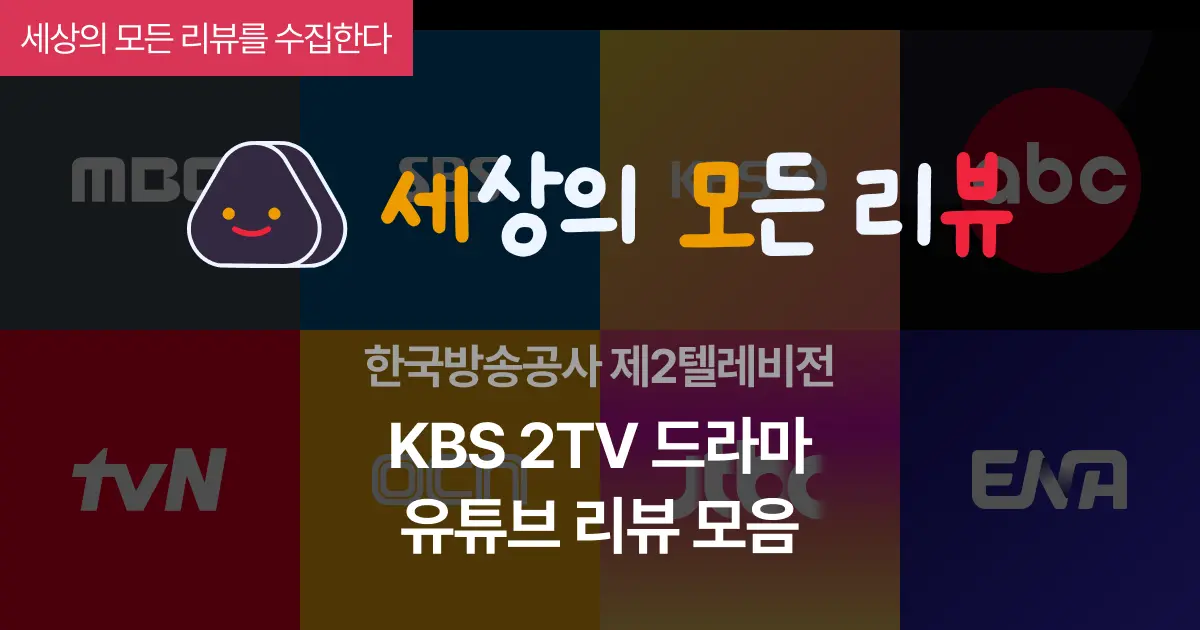 세상의 모든 리뷰를 수집한다
MBC
SBS
KBS
abc
세상의 모든 리뷰
한국방송공사 제2텔레비전
KBS 2TV 드라마
유튜브 리뷰 모음
tvN
OCN
jtbc
ENA